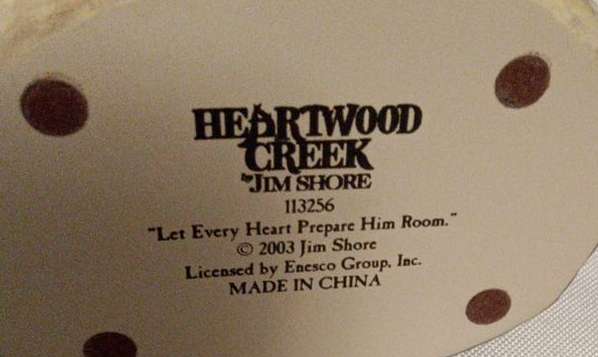 HEARTWOOD
CREEK
by JIM SHORE
113256
"Let Every Heart Prepare Him Room."
© 2003 Jim Shore
Licensed by Enesco Group, Inc.
MADE IN CHINA